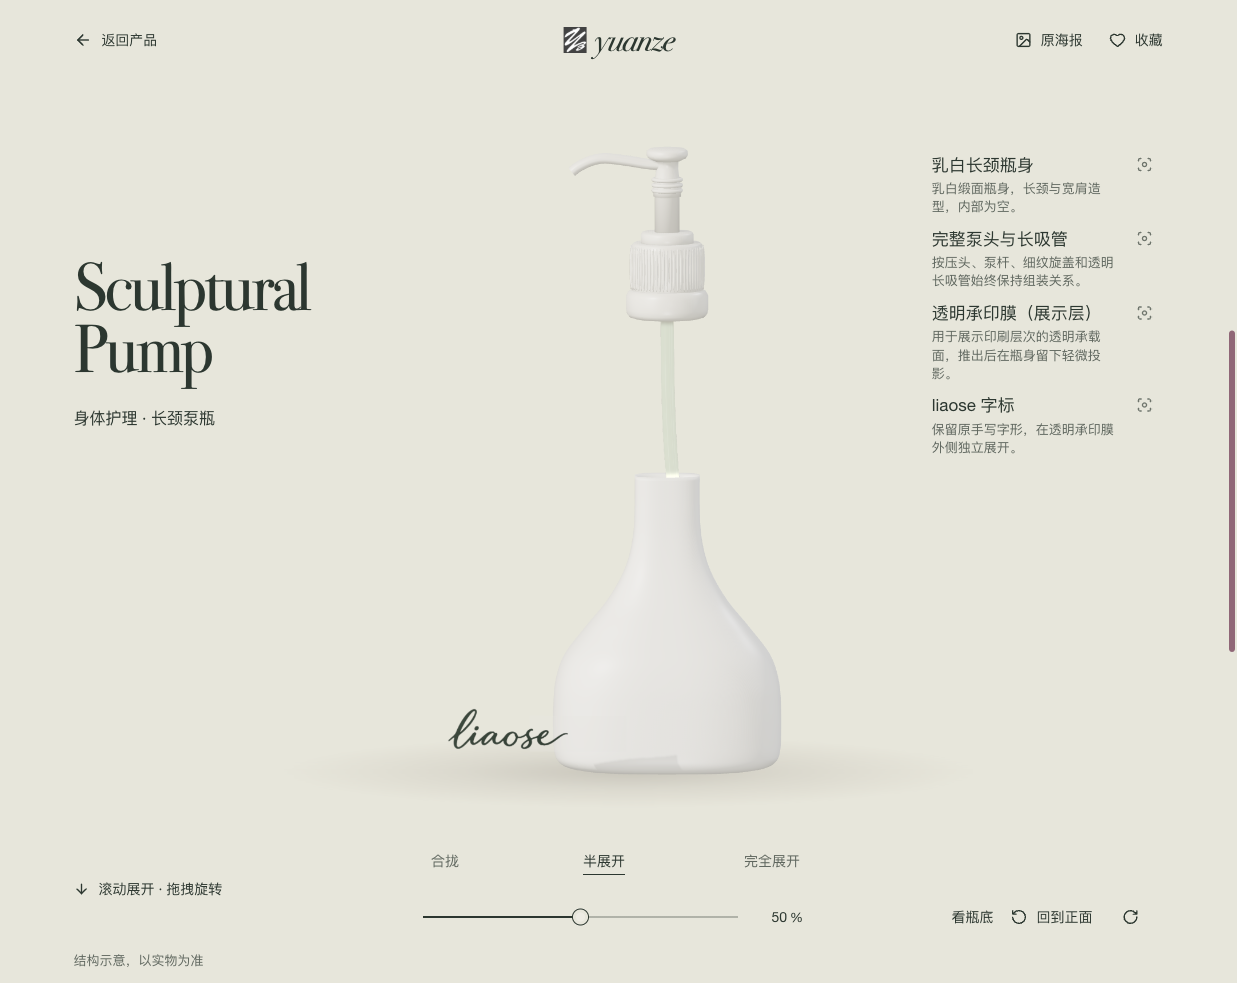 返回产品
yuanze
原海报
收藏
乳白长颈瓶身
乳白缎面瓶身，长颈与宽肩造
型，内部为空。
完整泵头与长吸管
按压头、泵杆、细纹旋盖和透明
长吸管始终保持组装关系。
透明承印膜（展示层）
用于展示印刷层次的透明承载
面，推出后在瓶身留下轻微投
影。
liaose 字标
保留原手写字形，在透明承印膜
外侧独立展开。
Sculptural
Pump
身体护理 · 长颈泵瓶
liaose
合拢
半展开
完全展开
滚动展开 · 拖拽旋转
50 %
看瓶底
回到正面
结构示意，以实物为准